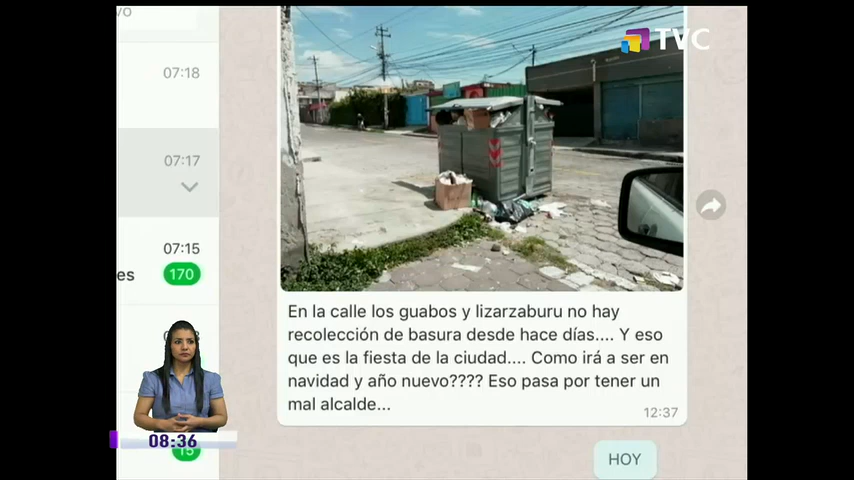 TVC
07:18
07:17
07:15
es
170
En la calle los guabos y lizarzaburu no hay
recolección de basura desde hace días.... Y eso
que es la fiesta de la ciudad.... Como irá a ser en
navidad y año nuevo???? Eso pasa por tener un
mal alcalde...
12:37
08:36
15
HOY